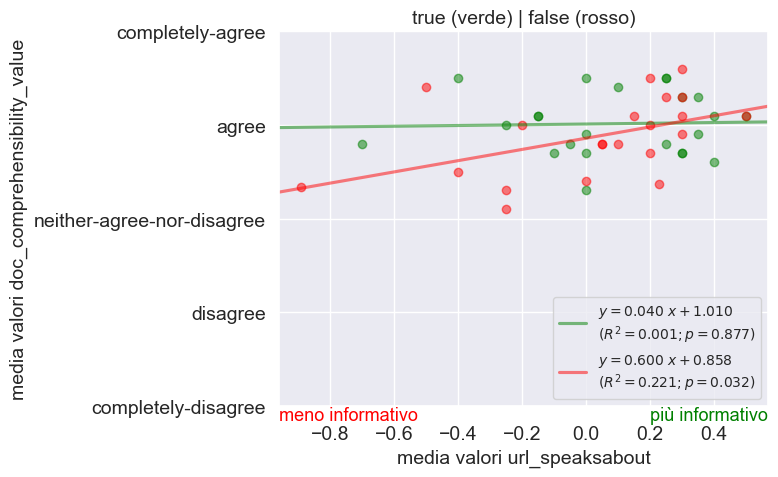 true (verde) | false (rosso)
completely-agree
agree
neither-agree-nor-disagree
disagree
completely-disagree
media valori doc_comprehensibility_value
y = 0.040 x + 1.010
(R² = 0.001; p = 0.877)
y = 0.600 x + 0.858
(R² = 0.221; p = 0.032)
meno informativo
più informativo
−0.8 −0.6 −0.4 −0.2 0.0 0.2 0.4
media valori url_speaksabout